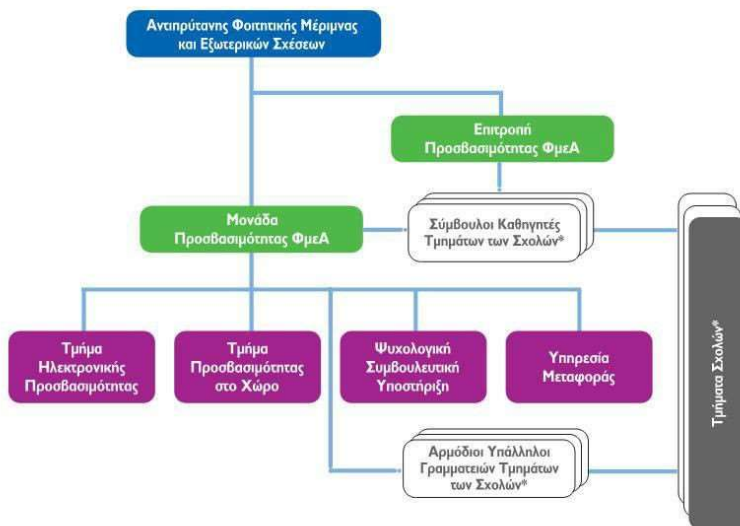 Αντιπρύτανης Φοιτητικής Μέριμνας
και Εξωτερικών Σχέσεων
Επιτροπή
Προσβασιμότητας ΦμεΑ
Μονάδα
Προσβασιμότητας ΦμεΑ
Σύμβουλοι Καθηγητές
Τμημάτων των Σχολών*
Τμήμα
Ηλεκτρονικής
Προσβασιμότητας
Τμήμα
Προσβασιμότητας
στο Χώρο
Ψυχολογική
Συμβουλευτική
Υποστήριξη
Υπηρεσία
Μεταφοράς
Αρμόδιοι Υπάλληλοι
Γραμματειών Τμημάτων
των Σχολών*
Τμήματα Σχολών*